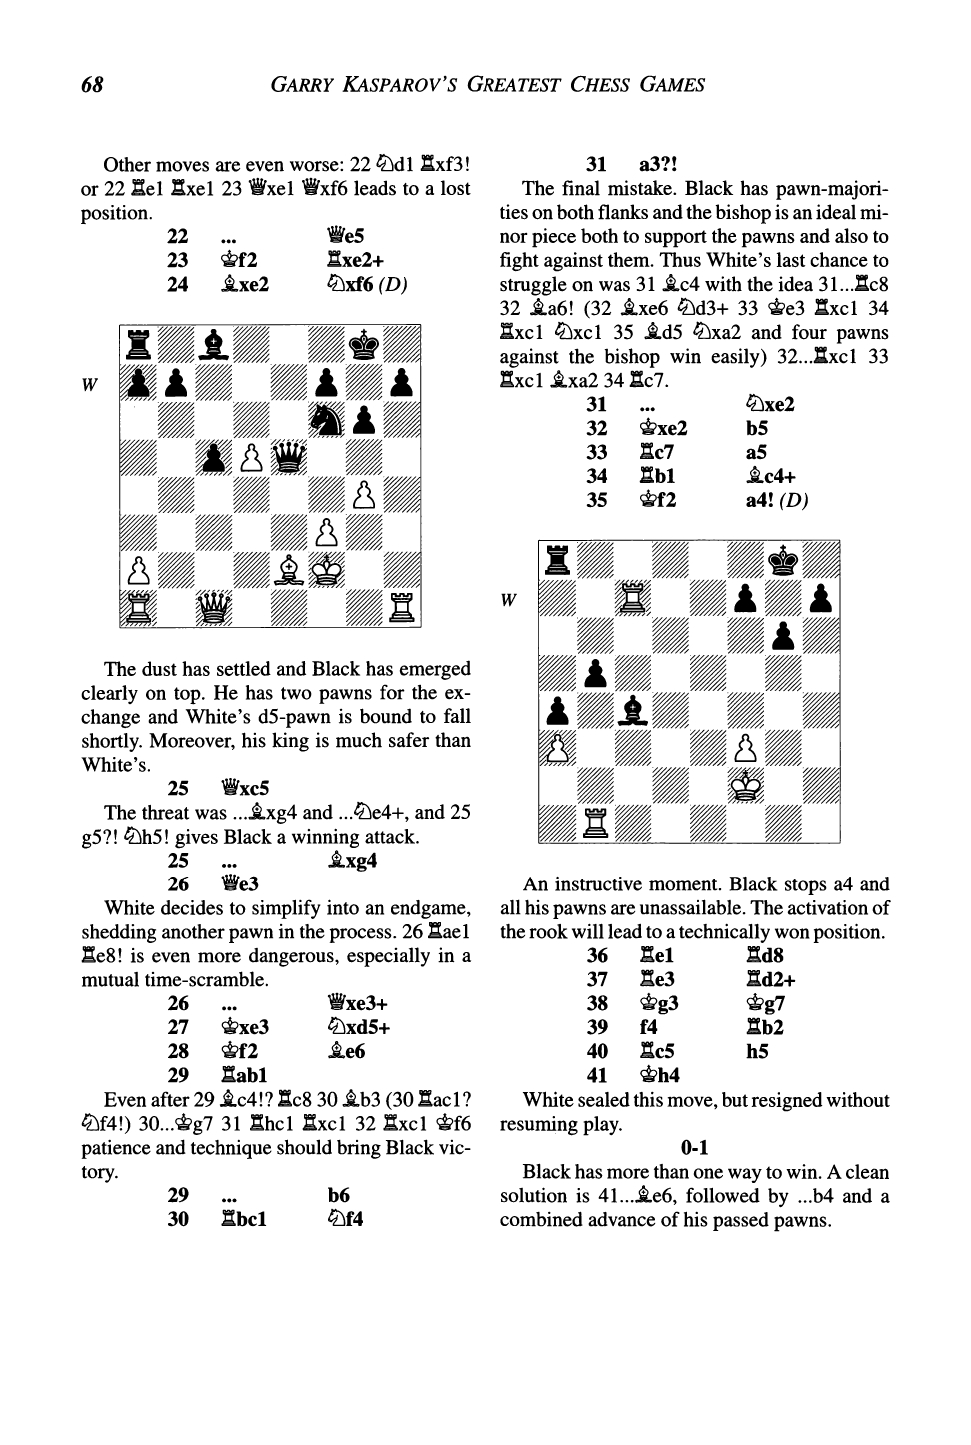 68 GARRY KASPAROV'S GREATEST CHESS GAMES
Other moves are even worse: 22 ♘d1 ♖xf3!
or 22 ♖e1 ♖xe1 23 ♕xe1 ♕xf6 leads to a lost
position.
22 ... ♕e5
23 ♔f2 ♖xe2+
24 ♗xe2 ♘xf6 (D)
W
The dust has settled and Black has emerged
clearly on top. He has two pawns for the ex-
change and White's d5-pawn is bound to fall
shortly. Moreover, his king is much safer than
White's.
25 ♕xc5
The threat was ...♗xg4 and ...♘e4+, and 25
g5?! ♘h5! gives Black a winning attack.
25 ... ♗xg4
26 ♕e3
White decides to simplify into an endgame,
shedding another pawn in the process. 26 ♖ae1
♖e8! is even more dangerous, especially in a
mutual time-scramble.
26 ... ♕xe3+
27 ♔xe3 ♘xd5+
28 ♔f2 ♗e6
29 ♖ab1
Even after 29 ♗c4!? ♖c8 30 ♗b3 (30 ♖ac1?
♘f4!) 30...♔g7 31 ♖hc1 ♖xc1 32 ♖xc1 ♔f6
patience and technique should bring Black vic-
tory.
29 ... b6
30 ♖bc1 ♘f4
31 a3?!
The final mistake. Black has pawn-majori-
ties on both flanks and the bishop is an ideal mi-
nor piece both to support the pawns and also to
fight against them. Thus White's last chance to
struggle on was 31 ♗c4 with the idea 31...♖c8
32 ♗a6! (32 ♗xe6 ♘d3+ 33 ♔e3 ♖xc1 34
♖xc1 ♘xc1 35 ♗d5 ♘xa2 and four pawns
against the bishop win easily) 32...♖xc1 33
♖xc1 ♗xa2 34 ♖c7.
31 ... ♘xe2
32 ♔xe2 b5
33 ♖c7 a5
34 ♖b1 ♗c4+
35 ♔f2 a4! (D)
W
An instructive moment. Black stops a4 and
all his pawns are unassailable. The activation of
the rook will lead to a technically won position.
36 ♖e1 ♖d8
37 ♖e3 ♖d2+
38 ♔g3 ♔g7
39 f4 ♖b2
40 ♖c5 h5
41 ♔h4
White sealed this move, but resigned without
resuming play.
0-1
Black has more than one way to win. A clean
solution is 41...♗e6, followed by ...b4 and a
combined advance of his passed pawns.